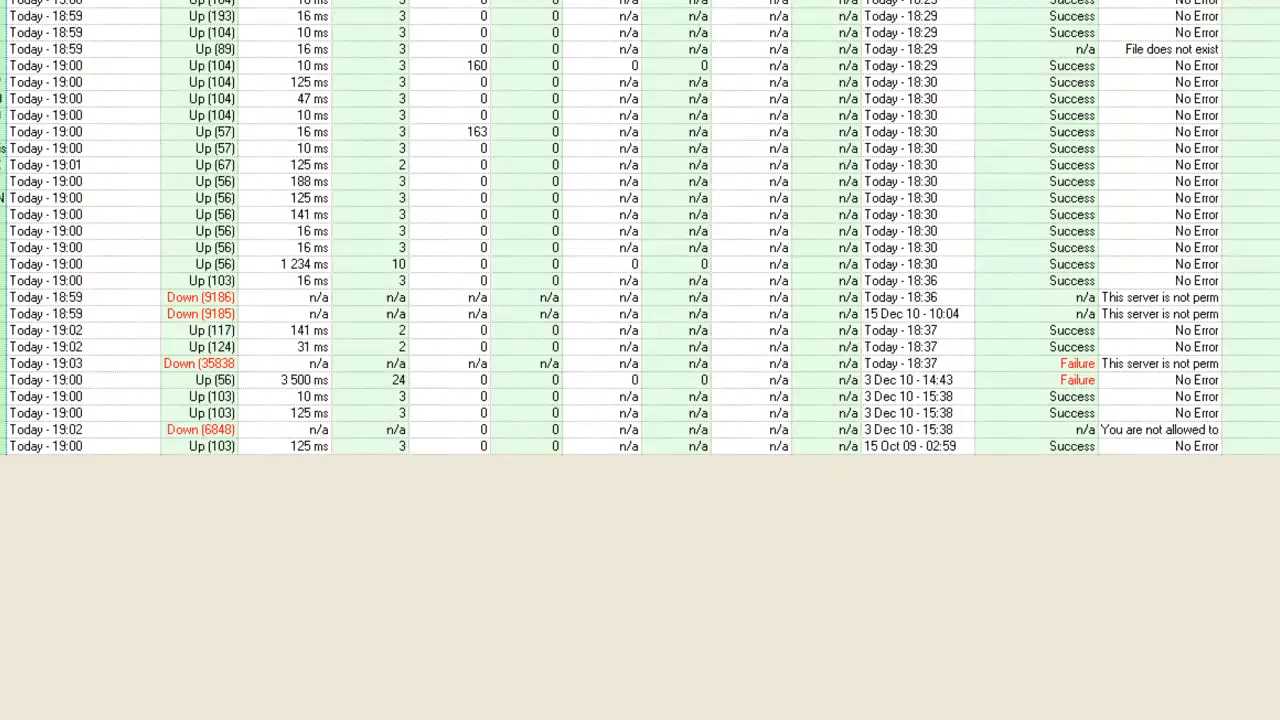 Today - 18:59 Up (193) 16 ms 3 0 0 n/a n/a n/a n/a Today - 18:29 Success No Error
Today - 18:59 Up (104) 10 ms 3 0 0 n/a n/a n/a n/a Today - 18:29 Success No Error
Today - 18:59 Up (89) 16 ms 3 0 0 n/a n/a n/a n/a Today - 18:29 n/a File does not exist
Today - 19:00 Up (104) 10 ms 3 160 0 0 0 n/a n/a Today - 18:29 Success No Error
Today - 19:00 Up (104) 125 ms 3 0 0 n/a n/a n/a n/a Today - 18:30 Success No Error
Today - 19:00 Up (104) 47 ms 3 0 0 n/a n/a n/a n/a Today - 18:30 Success No Error
Today - 19:00 Up (104) 10 ms 3 0 0 n/a n/a n/a n/a Today - 18:30 Success No Error
Today - 19:00 Up (57) 16 ms 3 163 0 n/a n/a n/a n/a Today - 18:30 Success No Error
Today - 19:00 Up (57) 10 ms 3 0 0 n/a n/a n/a n/a Today - 18:30 Success No Error
Today - 19:01 Up (67) 125 ms 2 0 0 n/a n/a n/a n/a Today - 18:30 Success No Error
Today - 19:00 Up (56) 188 ms 3 0 0 n/a n/a n/a n/a Today - 18:30 Success No Error
Today - 19:00 Up (56) 125 ms 3 0 0 n/a n/a n/a n/a Today - 18:30 Success No Error
Today - 19:00 Up (56) 141 ms 3 0 0 n/a n/a n/a n/a Today - 18:30 Success No Error
Today - 19:00 Up (56) 16 ms 3 0 0 n/a n/a n/a n/a Today - 18:30 Success No Error
Today - 19:00 Up (56) 16 ms 3 0 0 n/a n/a n/a n/a Today - 18:30 Success No Error
Today - 19:00 Up (56) 1 234 ms 10 0 0 0 0 n/a n/a Today - 18:30 Success No Error
Today - 19:00 Up (103) 16 ms 3 0 0 n/a n/a n/a n/a Today - 18:36 Success No Error
Today - 18:59 Down (9186) n/a n/a n/a n/a n/a n/a n/a n/a Today - 18:36 n/a This server is not perm
Today - 18:59 Down (9185) n/a n/a n/a n/a n/a n/a n/a n/a 15 Dec 10 - 10:04 n/a This server is not perm
Today - 19:02 Up (117) 141 ms 2 0 0 n/a n/a n/a n/a Today - 18:37 Success No Error
Today - 19:02 Up (124) 31 ms 2 0 0 n/a n/a n/a n/a Today - 18:37 Success No Error
Today - 19:03 Down (35838 n/a n/a n/a n/a n/a n/a n/a n/a Today - 18:37 Failure This server is not perm
Today - 19:00 Up (56) 3 500 ms 24 0 0 0 0 n/a n/a 3 Dec 10 - 14:43 Failure No Error
Today - 19:00 Up (103) 10 ms 3 0 0 n/a n/a n/a n/a 3 Dec 10 - 15:38 Success No Error
Today - 19:00 Up (103) 125 ms 3 0 0 n/a n/a n/a n/a 3 Dec 10 - 15:38 Success No Error
Today - 19:02 Down (6848) n/a n/a n/a n/a n/a n/a n/a n/a 3 Dec 10 - 15:38 n/a You are not allowed to
Today - 19:00 Up (103) 125 ms 3 0 0 n/a n/a n/a n/a 15 Oct 09 - 02:59 Success No Error